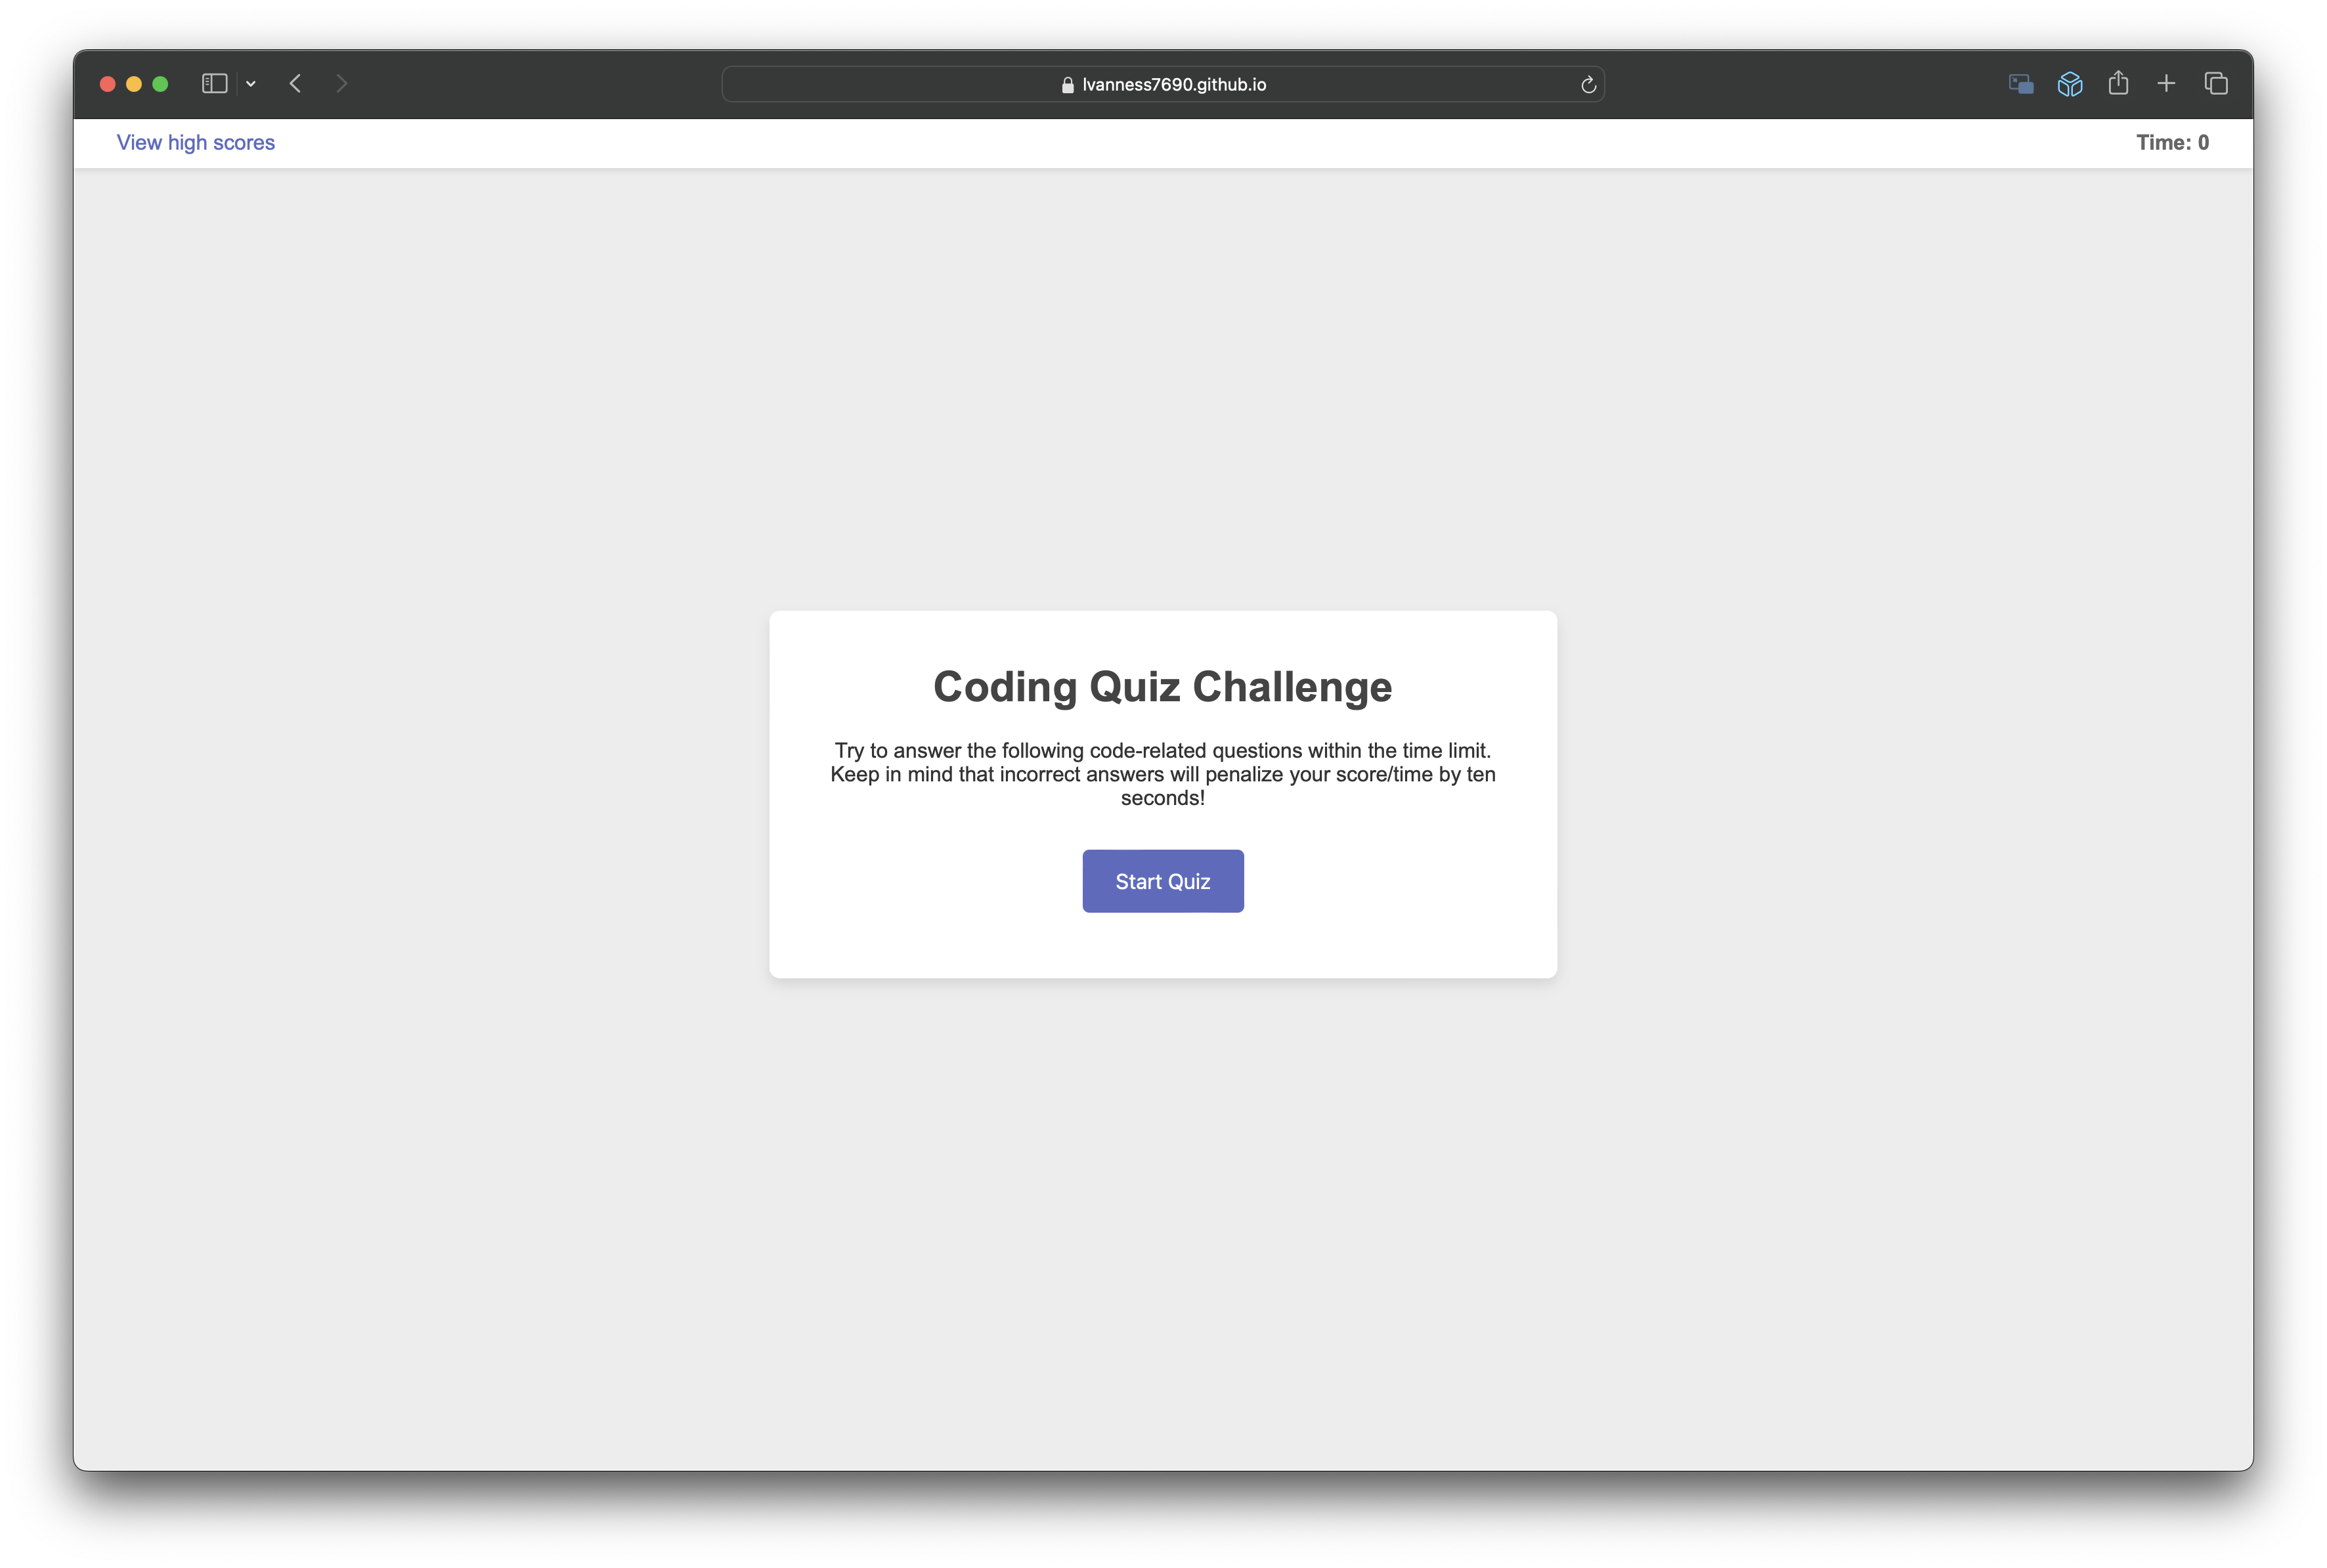 lvanness7690.github.io
View high scores
Time: 0
Coding Quiz Challenge
Try to answer the following code-related questions within the time limit.
Keep in mind that incorrect answers will penalize your score/time by ten
seconds!
Start Quiz